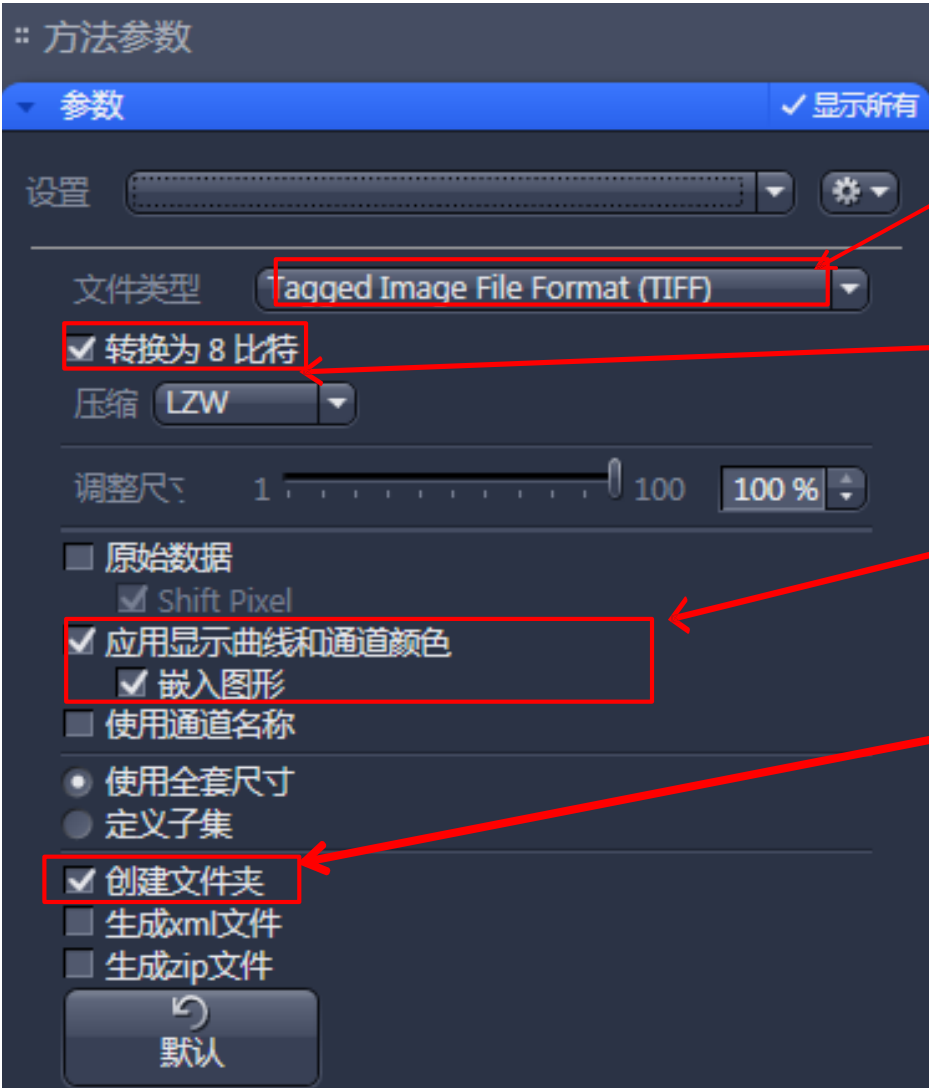 方法参数
参数 显示所有
设置
文件类型 Tagged Image File Format (TIFF)
转换为 8 比特
压缩 LZW
调整尺寸 1 100 100 %
原始数据
Shift Pixel
应用显示曲线和通道颜色
嵌入图形
使用通道名称
使用全套尺寸
定义子集
创建文件夹
生成xml文件
生成zip文件
默认